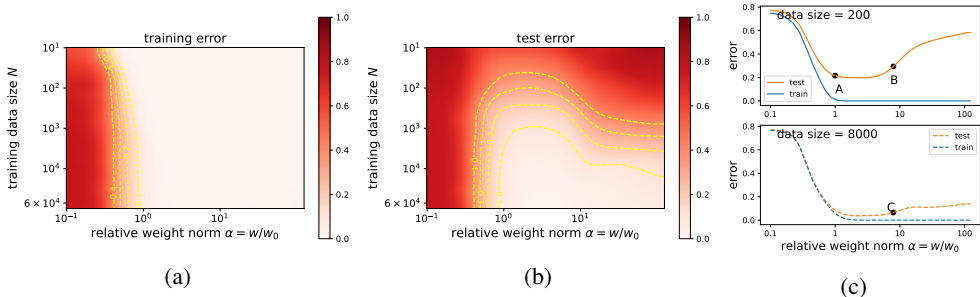 training error
training data size N
10¹
10²
10³
10⁴
6 × 10⁴
10⁻¹
10⁰
10¹
relative weight norm α = w/w₀
1.0
0.8
0.6
0.4
0.2
0.0
(a)
test error
training data size N
10¹
10²
10³
10⁴
6 × 10⁴
10⁻¹
10⁰
10¹
relative weight norm α = w/w₀
1.0
0.8
0.6
0.4
0.2
0.0
(b)
data size = 200
error
0.8
0.6
0.4
0.2
0.0
test
train
A
B
data size = 8000
error
0.8
0.6
0.4
0.2
0.0
test
train
C
0.1
1
10
100
relative weight norm α = w/w₀
(c)